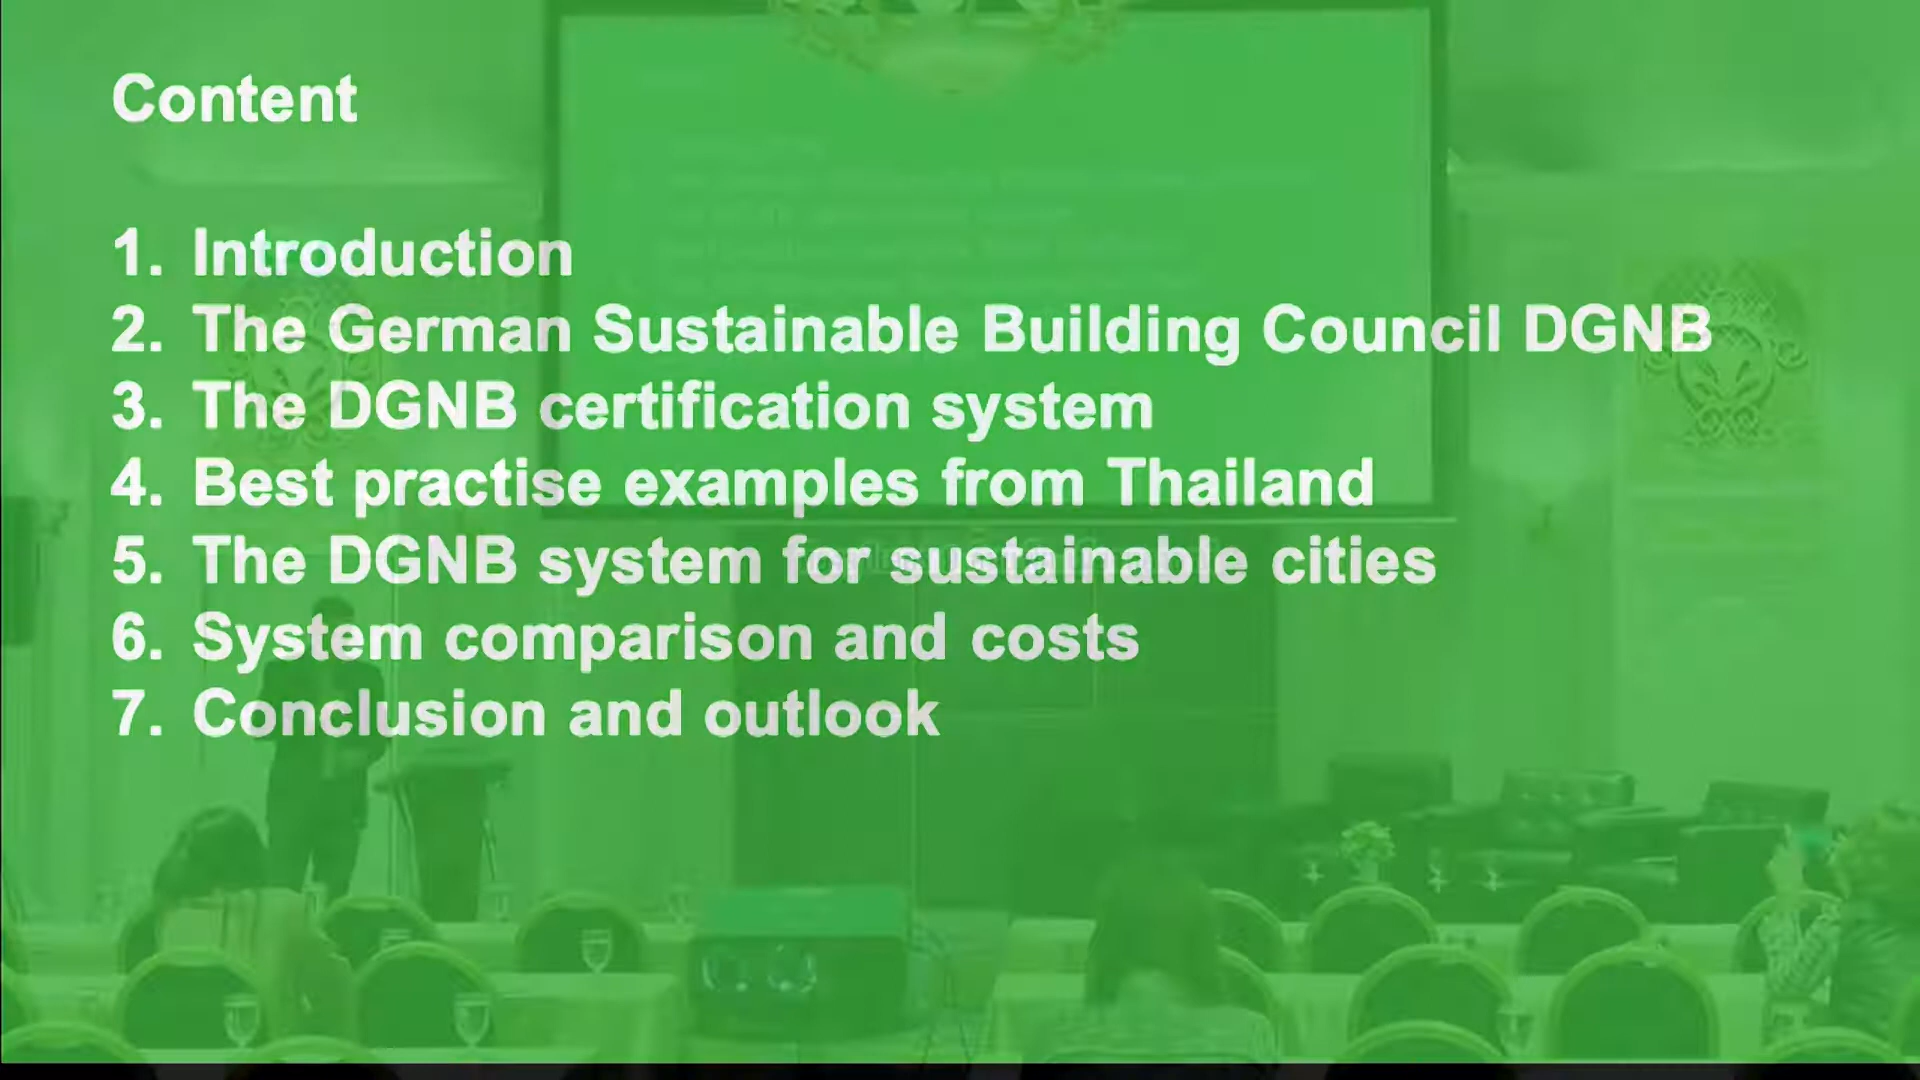 Content
1. Introduction
2. The German Sustainable Building Council DGNB
3. The DGNB certification system
4. Best practise examples from Thailand
5. The DGNB system for sustainable cities
6. System comparison and costs
7. Conclusion and outlook